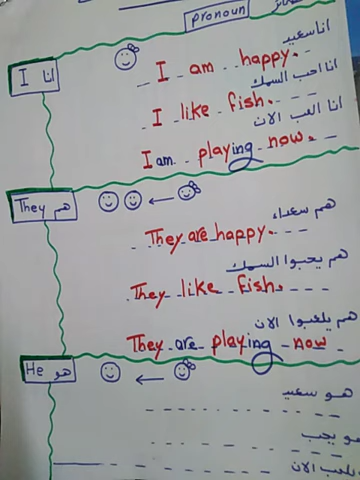 pronoun ضمائر
I انا
انا سعيد
I am happy.
انا احب السمك
I like fish.
انا العب الان
I am playing now.
They هم
هم سعداء
They are happy.
هم يحبوا السمك
They like fish.
هم يلعبوا الان
They are playing now
He هو
هو سعيد
هو يحب
يلعب الان